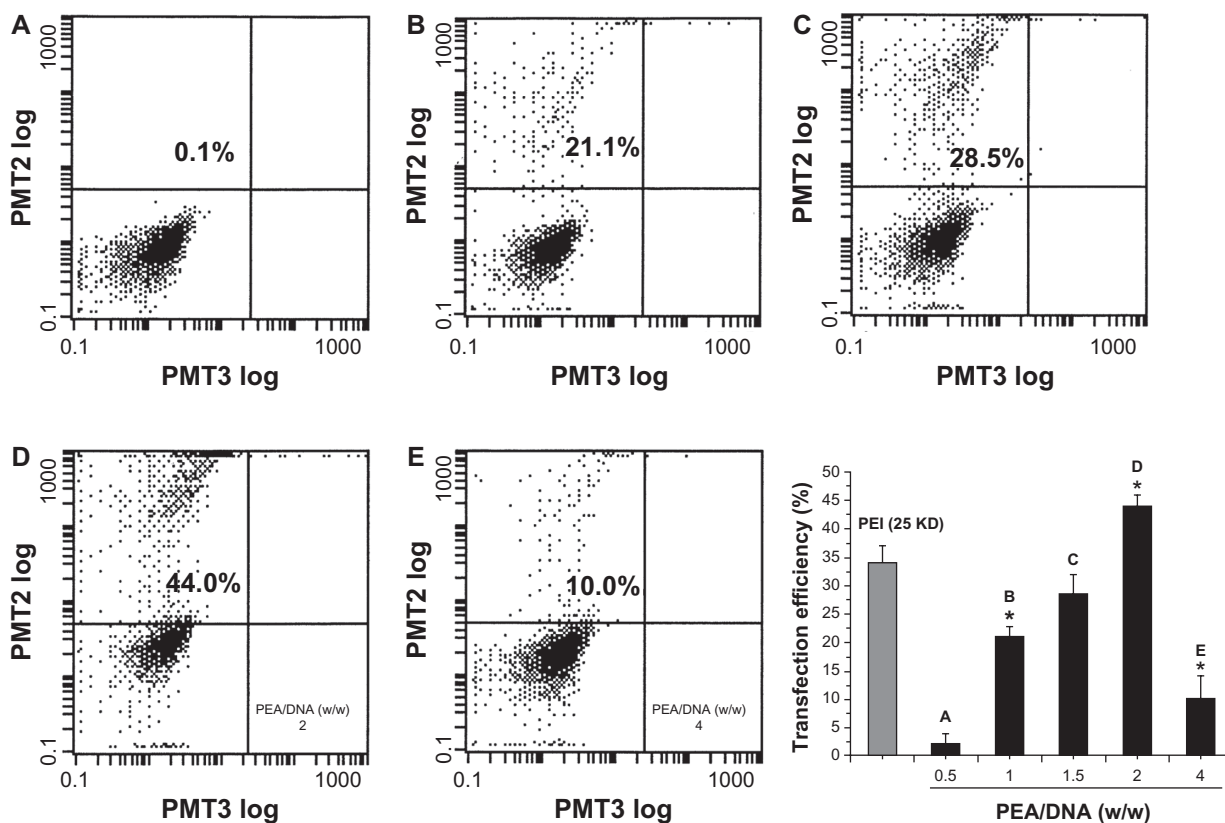 A
1000
PMT2 log
0.1%
0.1
0.1
1000
PMT3 log
B
1000
PMT2 log
21.1%
0.1
0.1
1000
PMT3 log
C
1000
PMT2 log
28.5%
0.1
0.1
1000
PMT3 log
D
1000
PMT2 log
44.0%
PEA/DNA (w/w)
2
0.1
0.1
1000
PMT3 log
E
1000
PMT2 log
10.0%
PEA/DNA (w/w)
4
0.1
0.1
1000
PMT3 log
Transfection efficiency (%)
50
45
40
35
30
25
20
15
10
5
0
PEI (25 KD)
A
B
*
C
D
*
E
*
0.5 1 1.5 2 4
PEA/DNA (w/w)